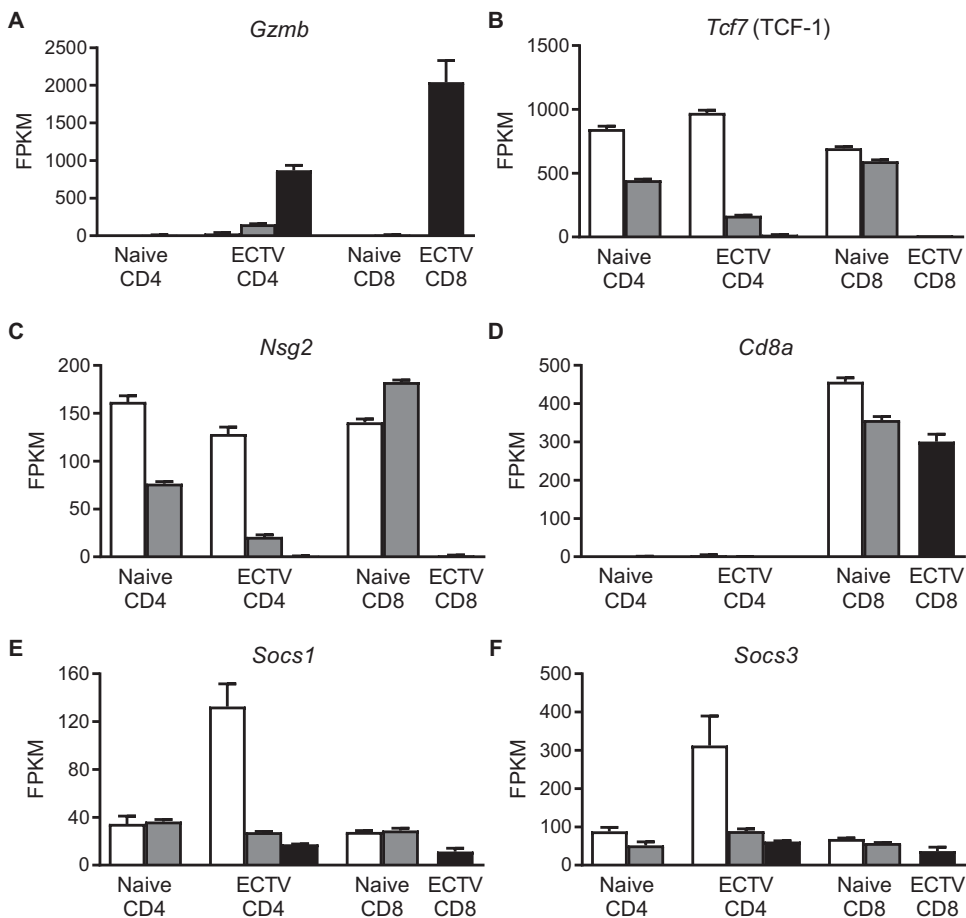 A
Gzmb
FPKM
2500
2000
1500
1000
500
0
Naive
CD4
ECTV
CD4
Naive
CD8
ECTV
CD8
B
Tcf7 (TCF-1)
FPKM
1500
1000
500
0
Naive
CD4
ECTV
CD4
Naive
CD8
ECTV
CD8
C
Nsg2
FPKM
200
150
100
50
0
Naive
CD4
ECTV
CD4
Naive
CD8
ECTV
CD8
D
Cd8a
FPKM
500
400
300
200
100
0
Naive
CD4
ECTV
CD4
Naive
CD8
ECTV
CD8
E
Socs1
FPKM
160
120
80
40
0
Naive
CD4
ECTV
CD4
Naive
CD8
ECTV
CD8
F
Socs3
FPKM
500
400
300
200
100
0
Naive
CD4
ECTV
CD4
Naive
CD8
ECTV
CD8